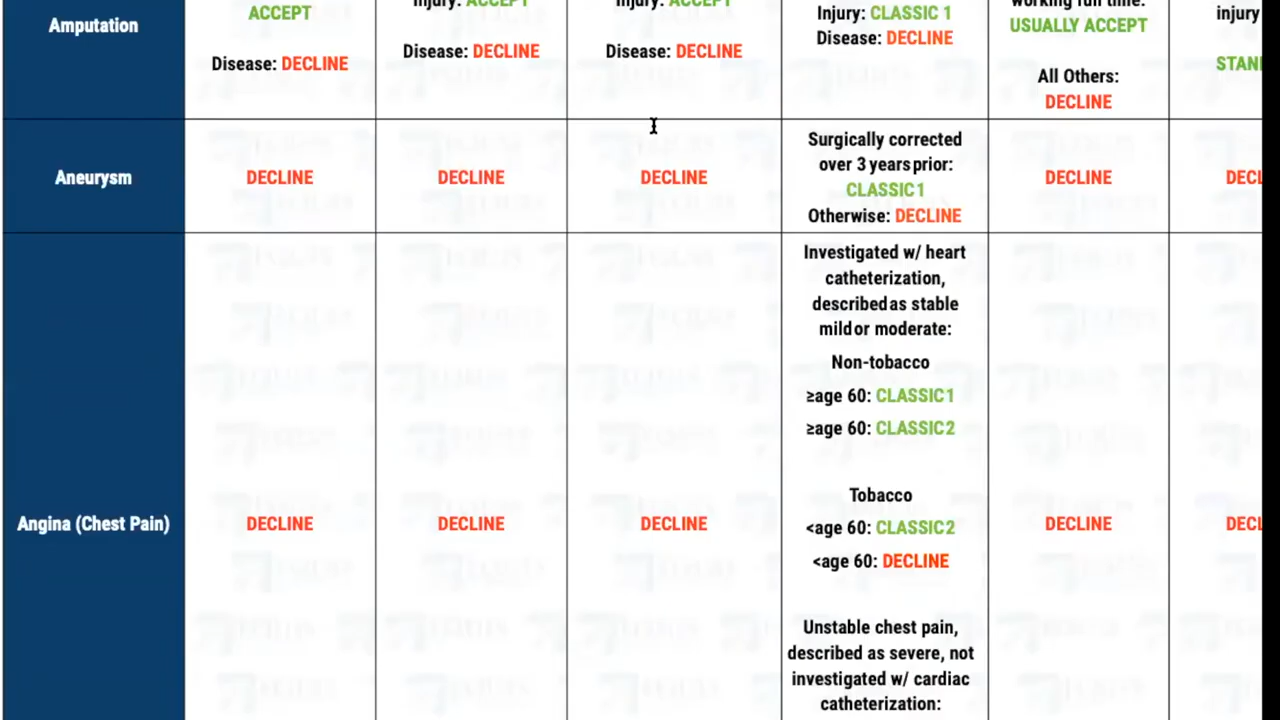 Amputation
ACCEPT
Disease: DECLINE
Injury: ACCEPT
Disease: DECLINE
Injury: ACCEPT
Disease: DECLINE
Injury: CLASSIC 1
Disease: DECLINE
working full time:
USUALLY ACCEPT
All Others:
DECLINE
injury
Aneurysm
DECLINE
DECLINE
DECLINE
Surgically corrected
over 3 years prior:
CLASSIC 1
Otherwise: DECLINE
DECLINE
Angina (Chest Pain)
DECLINE
DECLINE
DECLINE
Investigated w/ heart
catheterization,
described as stable
mild or moderate:
Non-tobacco
≥age 60: CLASSIC 1
≥age 60: CLASSIC 2
Tobacco
<age 60: CLASSIC 2
<age 60: DECLINE
Unstable chest pain,
described as severe, not
investigated w/ cardiac
catheterization:
DECLINE